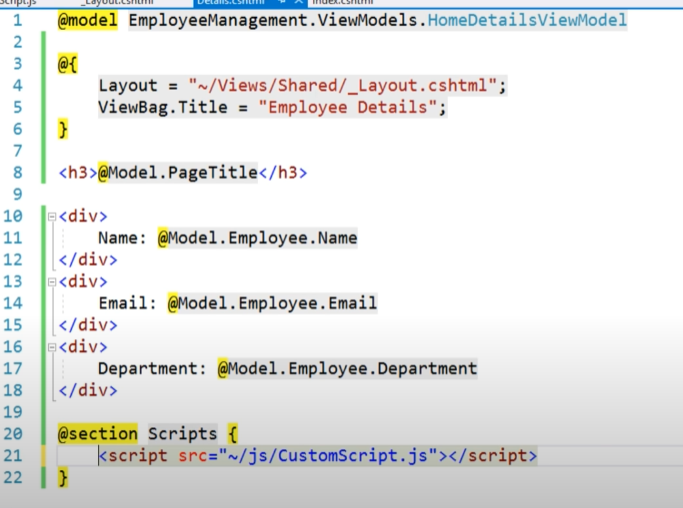 _Layout.cshtml Details.cshtml Index.cshtml
1 @model EmployeeManagement.ViewModels.HomeDetailsViewModel
2
3 @{
4 Layout = "~/Views/Shared/_Layout.cshtml";
5 ViewBag.Title = "Employee Details";
6 }
7
8 <h3>@Model.PageTitle</h3>
9
10 <div>
11 Name: @Model.Employee.Name
12 </div>
13 <div>
14 Email: @Model.Employee.Email
15 </div>
16 <div>
17 Department: @Model.Employee.Department
18 </div>
19
20 @section Scripts {
21 <script src="~/js/CustomScript.js"></script>
22 }